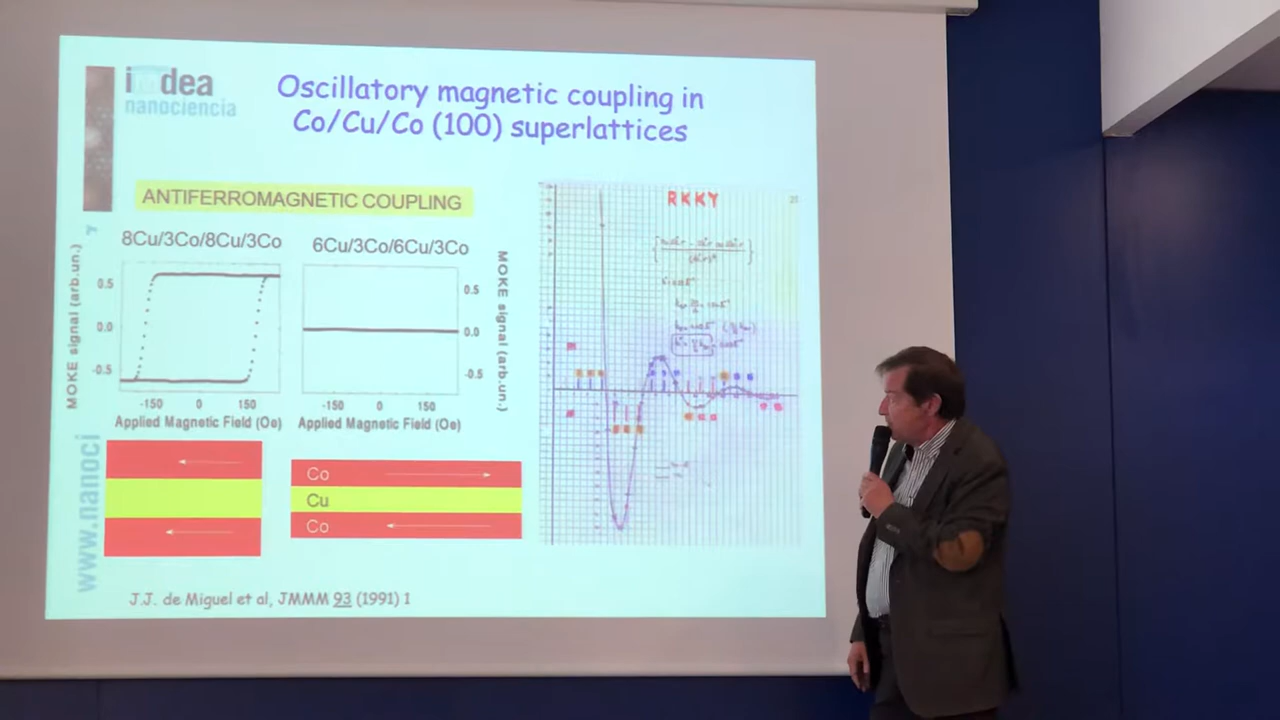 imdea
nanociencia
Oscillatory magnetic coupling in
Co/Cu/Co (100) superlattices
ANTIFERROMAGNETIC COUPLING
8Cu/3Co/8Cu/3Co
MOKE signal (arb.un.)
0.5
0.0
-0.5
-150 0 150
Applied Magnetic Field (Oe)
6Cu/3Co/6Cu/3Co
MOKE signal (arb.un.)
0.5
0.0
-0.5
-150 0 150
Applied Magnetic Field (Oe)
RKKY
Co
Cu
Co
www.nanoci
J.J. de Miguel et al, JMMM 93 (1991) 1